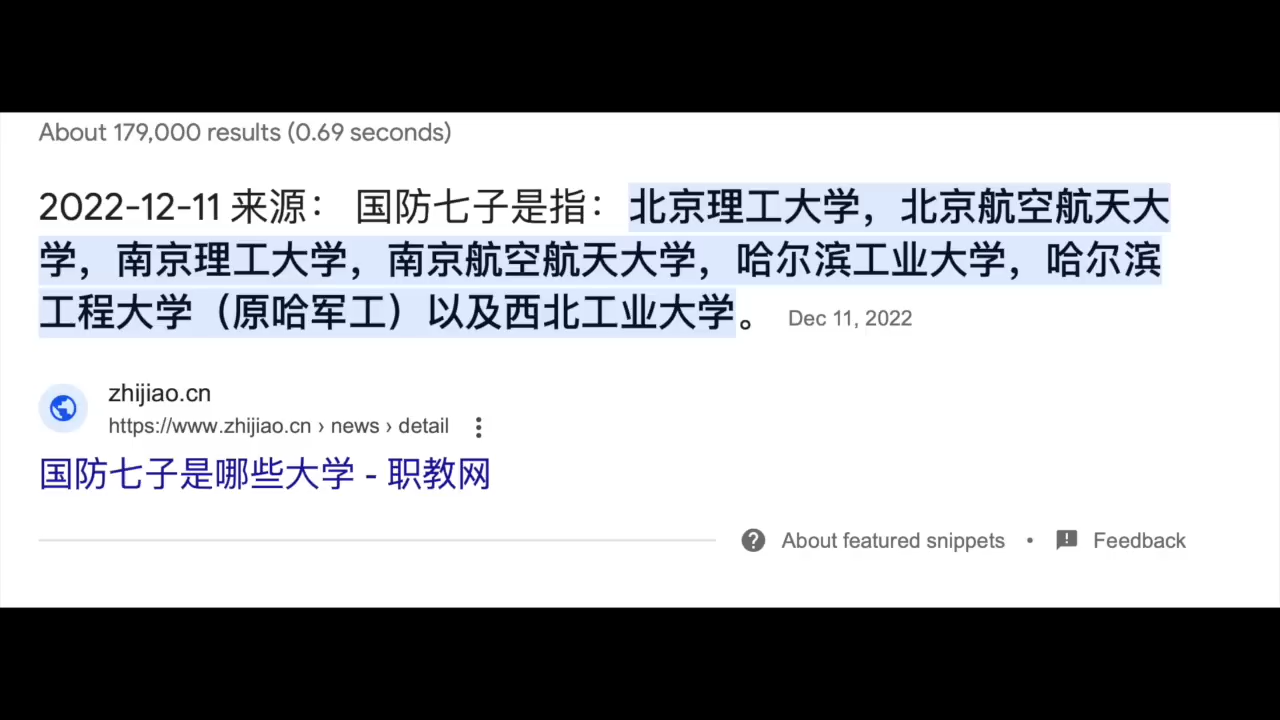 About 179,000 results (0.69 seconds)
2022-12-11 来源： 国防七子是指：北京理工大学，北京航空航天大
学，南京理工大学，南京航空航天大学，哈尔滨工业大学，哈尔滨
工程大学（原哈军工）以及西北工业大学。 Dec 11, 2022
zhijiao.cn
https://www.zhijiao.cn › news › detail
国防七子是哪些大学 - 职教网
About featured snippets • Feedback